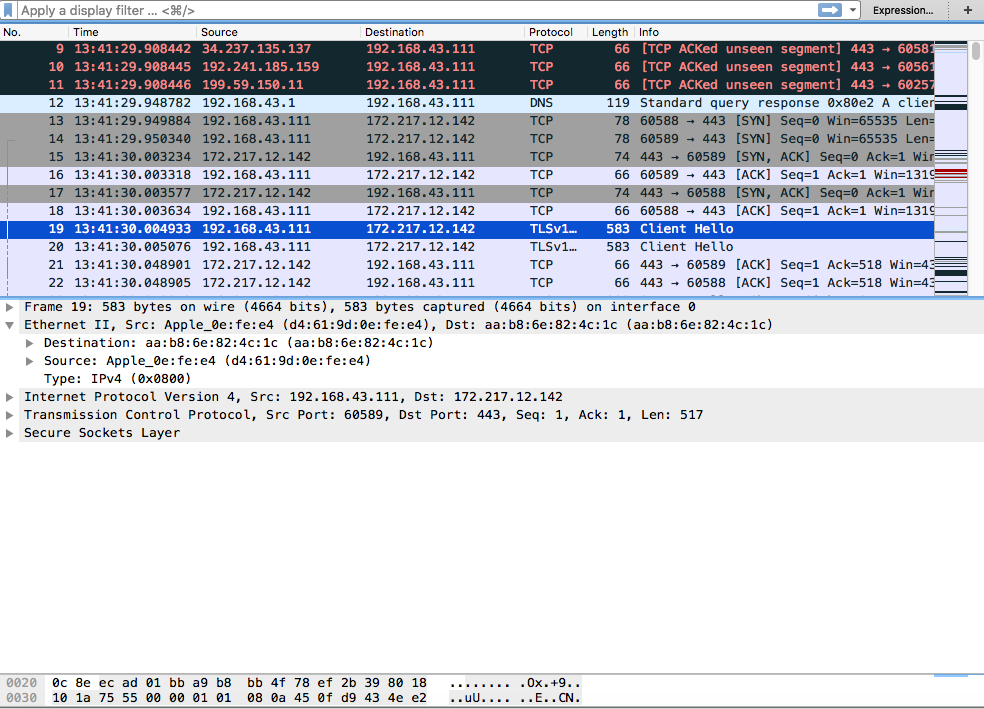 Apply a display filter ... <⌘/> Expression... +
No. Time Source Destination Protocol Length Info
9 13:41:29.908442 34.237.135.137 192.168.43.111 TCP 66 [TCP ACKed unseen segment] 443 → 60581
10 13:41:29.908445 192.241.185.159 192.168.43.111 TCP 66 [TCP ACKed unseen segment] 443 → 60561
11 13:41:29.908446 199.59.150.11 192.168.43.111 TCP 66 [TCP ACKed unseen segment] 443 → 60257
12 13:41:29.948782 192.168.43.1 192.168.43.111 DNS 119 Standard query response 0x80e2 A clien
13 13:41:29.949884 192.168.43.111 172.217.12.142 TCP 78 60588 → 443 [SYN] Seq=0 Win=65535 Len=
14 13:41:29.950340 192.168.43.111 172.217.12.142 TCP 78 60589 → 443 [SYN] Seq=0 Win=65535 Len=
15 13:41:30.003234 172.217.12.142 192.168.43.111 TCP 74 443 → 60589 [SYN, ACK] Seq=0 Ack=1 Win
16 13:41:30.003318 192.168.43.111 172.217.12.142 TCP 66 60589 → 443 [ACK] Seq=1 Ack=1 Win=1319
17 13:41:30.003577 172.217.12.142 192.168.43.111 TCP 74 443 → 60588 [SYN, ACK] Seq=0 Ack=1 Win
18 13:41:30.003634 192.168.43.111 172.217.12.142 TCP 66 60588 → 443 [ACK] Seq=1 Ack=1 Win=1319
19 13:41:30.004933 192.168.43.111 172.217.12.142 TLSv1… 583 Client Hello
20 13:41:30.005076 192.168.43.111 172.217.12.142 TLSv1… 583 Client Hello
21 13:41:30.048901 172.217.12.142 192.168.43.111 TCP 66 443 → 60589 [ACK] Seq=1 Ack=518 Win=43
22 13:41:30.048905 172.217.12.142 192.168.43.111 TCP 66 443 → 60588 [ACK] Seq=1 Ack=518 Win=43
Frame 19: 583 bytes on wire (4664 bits), 583 bytes captured (4664 bits) on interface 0
Ethernet II, Src: Apple_0e:fe:e4 (d4:61:9d:0e:fe:e4), Dst: aa:b8:6e:82:4c:1c (aa:b8:6e:82:4c:1c)
Destination: aa:b8:6e:82:4c:1c (aa:b8:6e:82:4c:1c)
Source: Apple_0e:fe:e4 (d4:61:9d:0e:fe:e4)
Type: IPv4 (0x0800)
Internet Protocol Version 4, Src: 192.168.43.111, Dst: 172.217.12.142
Transmission Control Protocol, Src Port: 60589, Dst Port: 443, Seq: 1, Ack: 1, Len: 517
Secure Sockets Layer
0020 0c 8e ec ad 01 bb a9 b8 bb 4f 78 ef 2b 39 80 18 ........ .Ox.+9..
0030 10 1a 75 55 00 00 01 01 08 0a 45 0f d9 43 4e e2 ..uU.... ..E..CN.